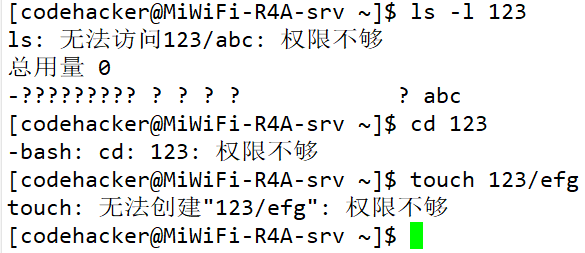 [codehacker@MiWiFi-R4A-srv ~]$ ls -l 123
ls: 无法访问123/abc: 权限不够
总用量 0
-????????? ? ? ? ?            ? abc
[codehacker@MiWiFi-R4A-srv ~]$ cd 123
-bash: cd: 123: 权限不够
[codehacker@MiWiFi-R4A-srv ~]$ touch 123/efg
touch: 无法创建"123/efg": 权限不够
[codehacker@MiWiFi-R4A-srv ~]$